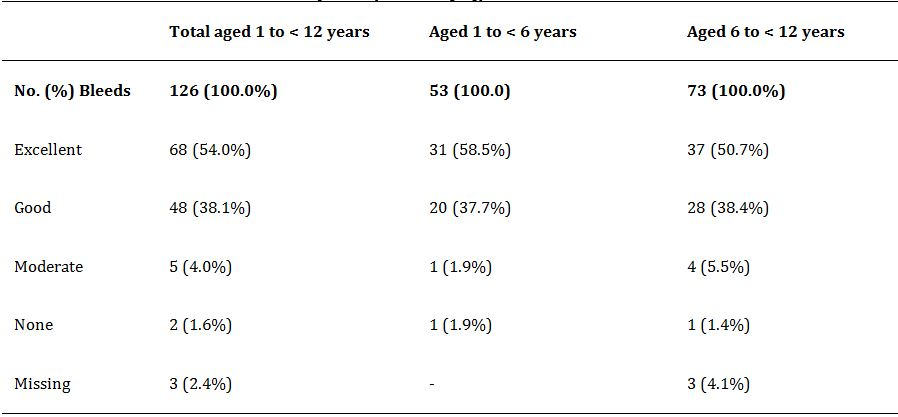 Total aged 1 to < 12 years Aged 1 to < 6 years Aged 6 to < 12 years
No. (%) Bleeds 126 (100.0%) 53 (100.0) 73 (100.0%)
Excellent 68 (54.0%) 31 (58.5%) 37 (50.7%)
Good 48 (38.1%) 20 (37.7%) 28 (38.4%)
Moderate 5 (4.0%) 1 (1.9%) 4 (5.5%)
None 2 (1.6%) 1 (1.9%) 1 (1.4%)
Missing 3 (2.4%) - 3 (4.1%)